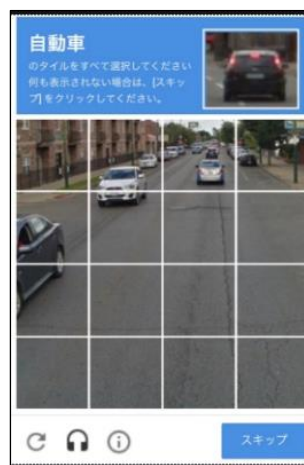 自動車
のタイルをすべて選択してください
何も表示されない場合は、[スキッ
プ] をクリックしてください。
スキップ